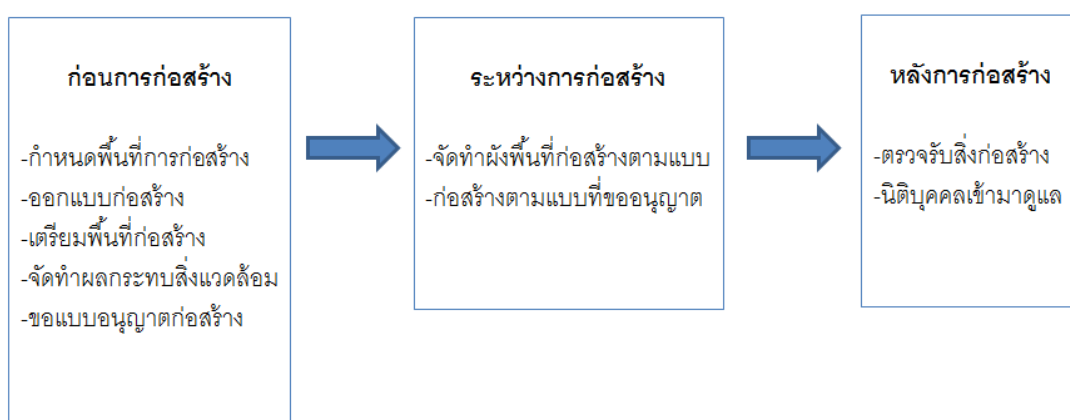 ก่อนการก่อสร้าง
-กำหนดพื้นที่การก่อสร้าง
-ออกแบบก่อสร้าง
-เตรียมพื้นที่ก่อสร้าง
-จัดทำผลกระทบสิ่งแวดล้อม
-ขอแบบอนุญาตก่อสร้าง
ระหว่างการก่อสร้าง
-จัดทำผังพื้นที่ก่อสร้างตามแบบ
-ก่อสร้างตามแบบที่ขออนุญาต
หลังการก่อสร้าง
-ตรวจรับสิ่งก่อสร้าง
-นิติบุคคลเข้ามาดูแล